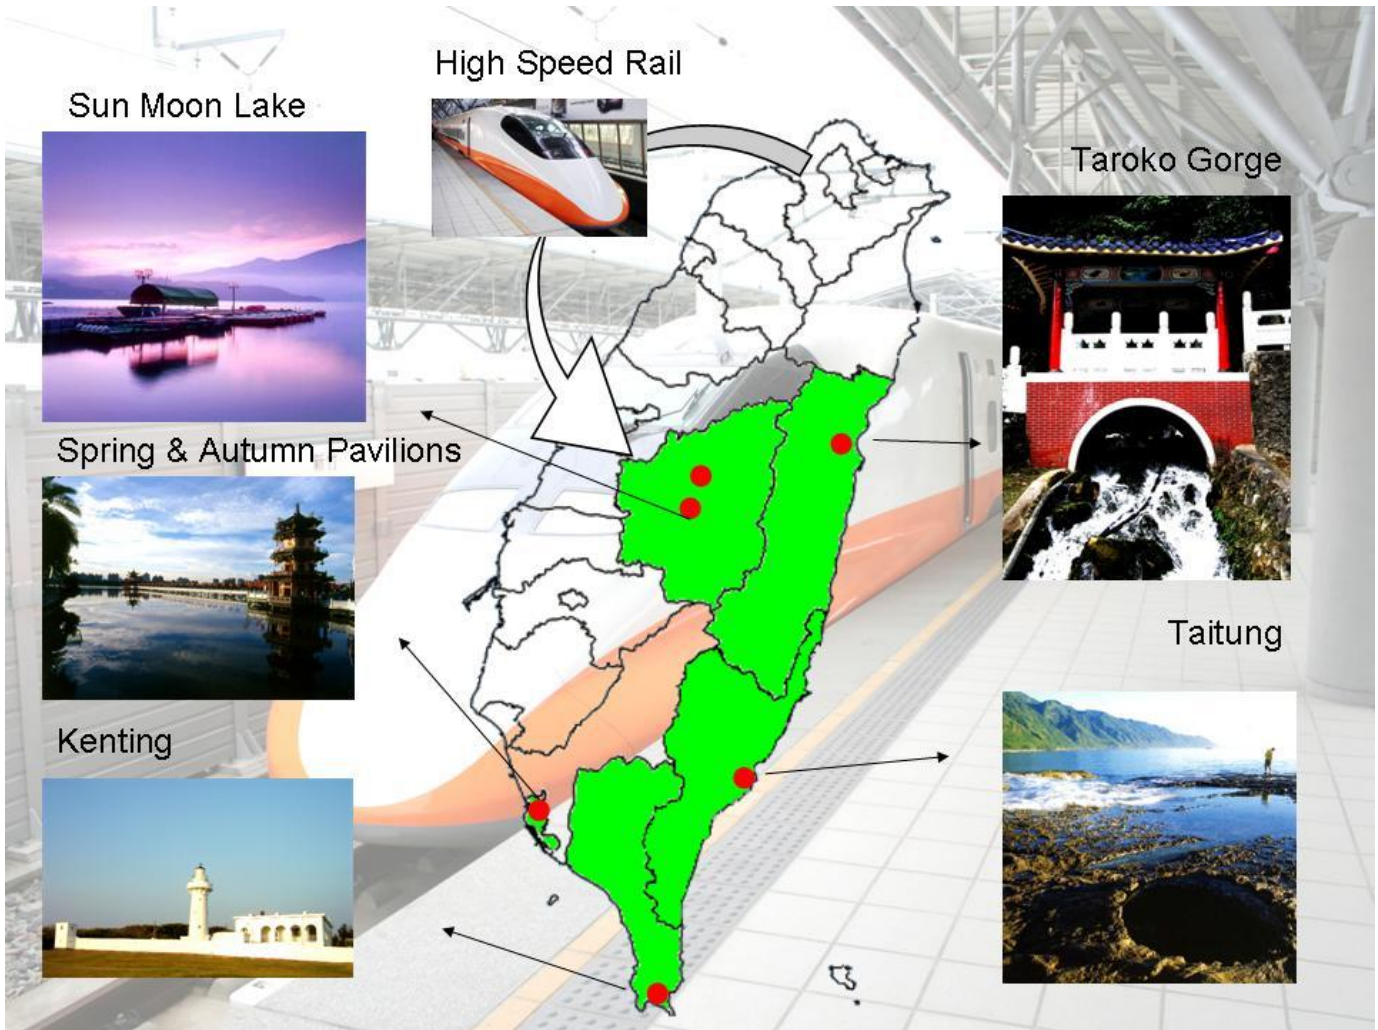 High Speed Rail
Sun Moon Lake
Taroko Gorge
Spring & Autumn Pavilions
Taitung
Kenting